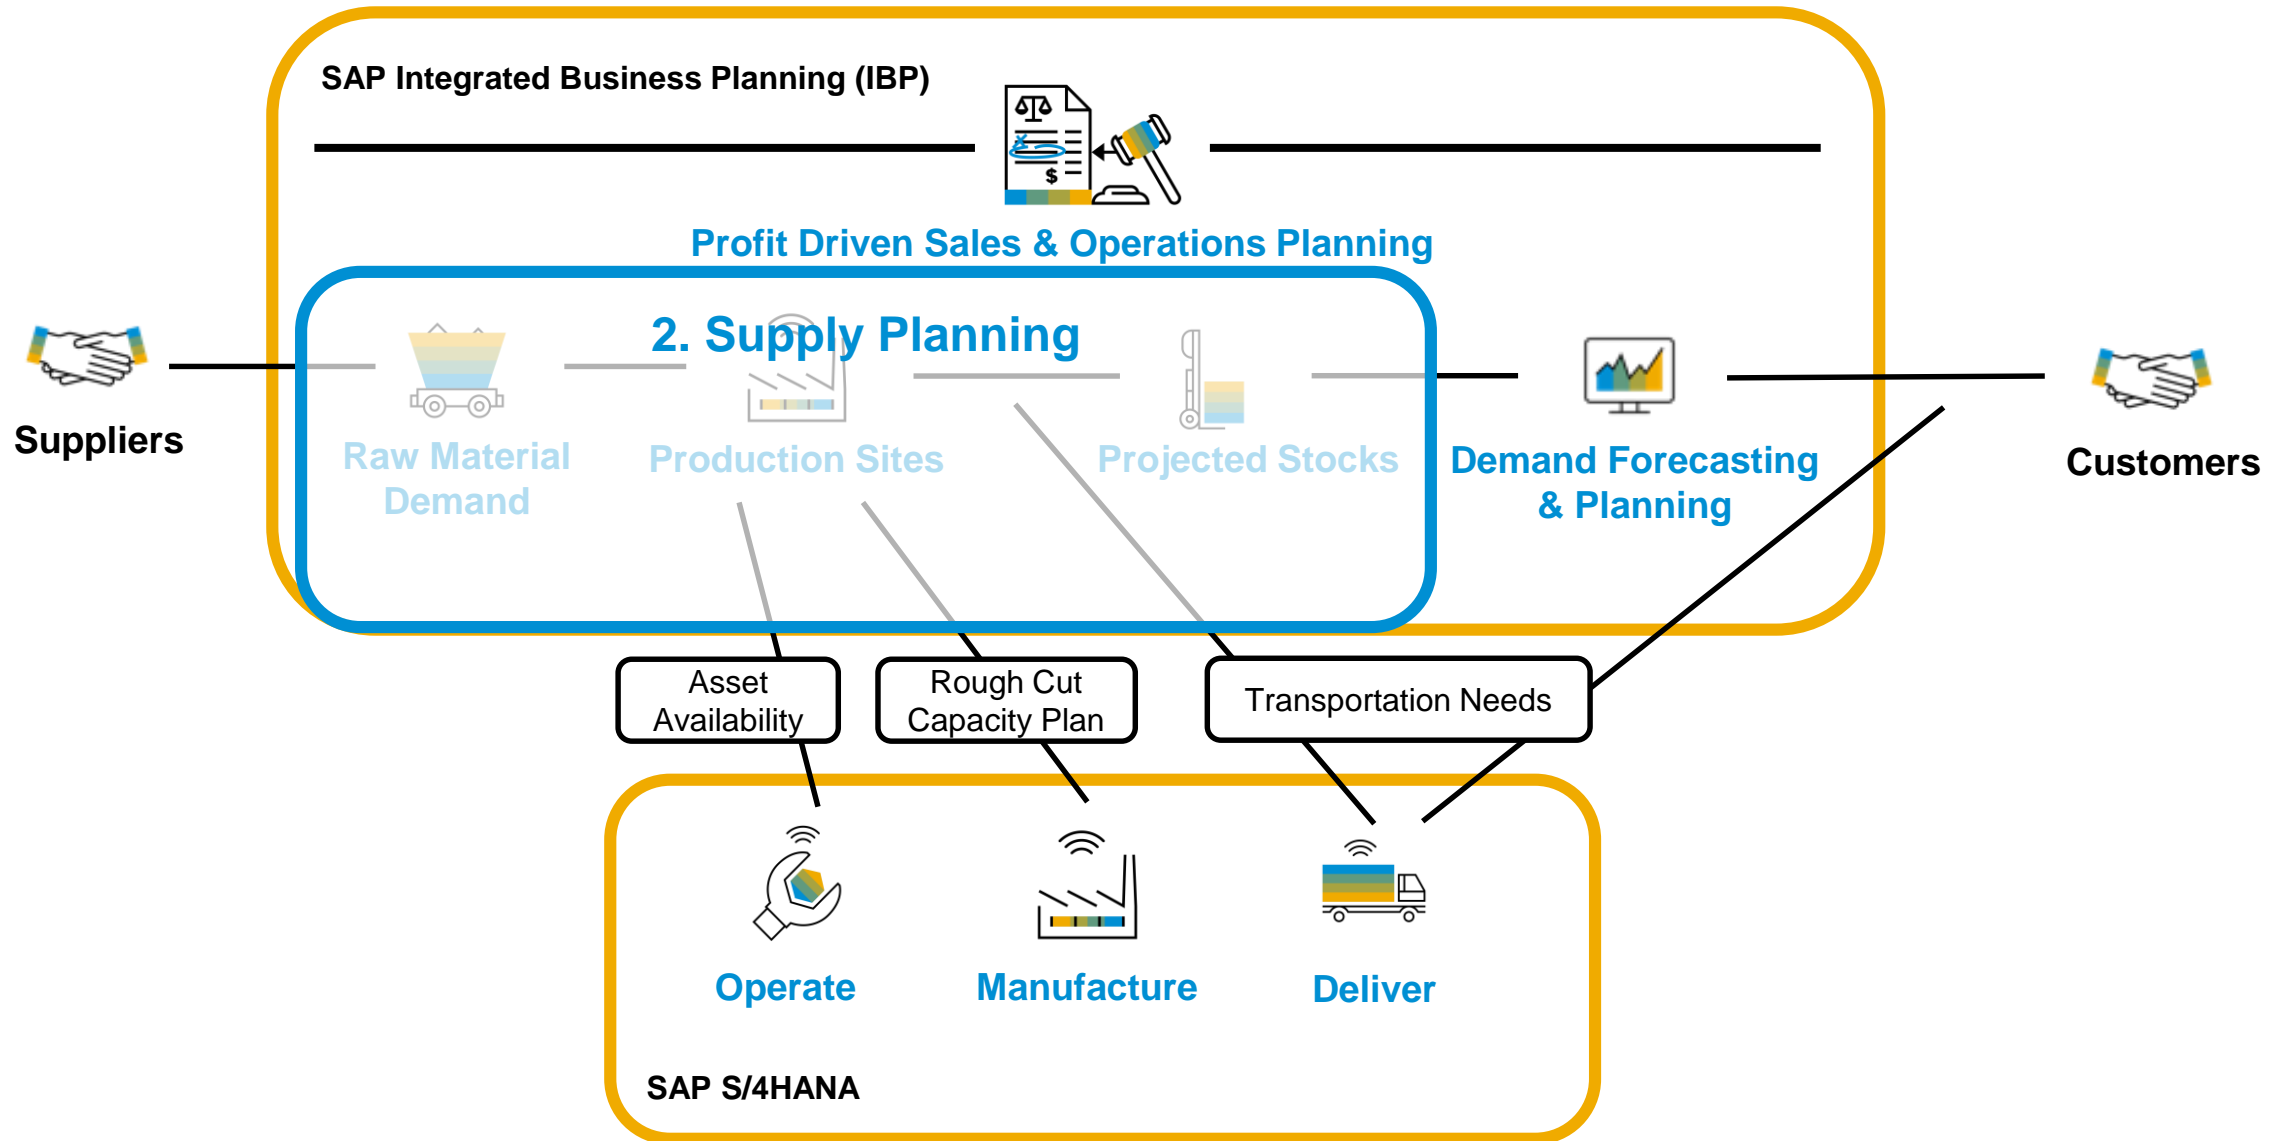 SAP Integrated Business Planning (IBP)
$
Profit Driven Sales & Operations Planning
2. Supply Planning
Suppliers
Raw Material
Demand
Production Sites
Projected Stocks
Demand Forecasting
& Planning
Customers
Asset
Availability
Rough Cut
Capacity Plan
Transportation Needs
Operate
Manufacture
Deliver
SAP S/4HANA